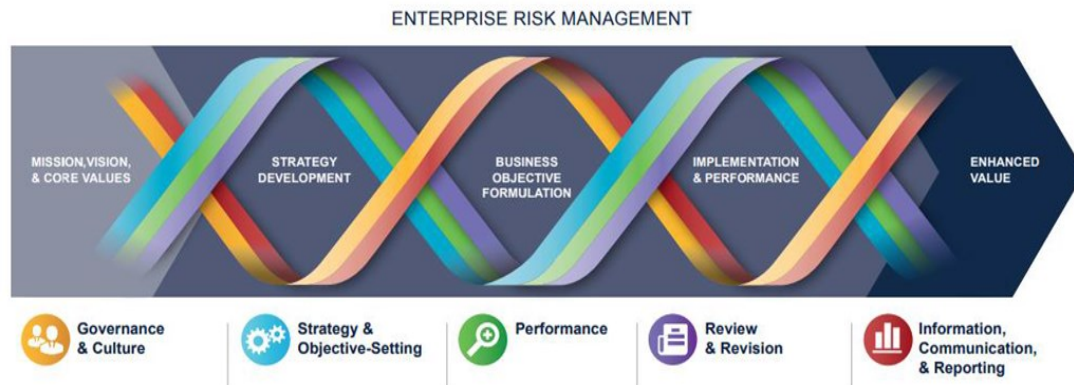 ENTERPRISE RISK MANAGEMENT
MISSION, VISION,
& CORE VALUES
STRATEGY
DEVELOPMENT
BUSINESS
OBJECTIVE
FORMULATION
IMPLEMENTATION
& PERFORMANCE
ENHANCED
VALUE
Governance
& Culture
Strategy &
Objective-Setting
Performance
Review
& Revision
Information,
Communication,
& Reporting